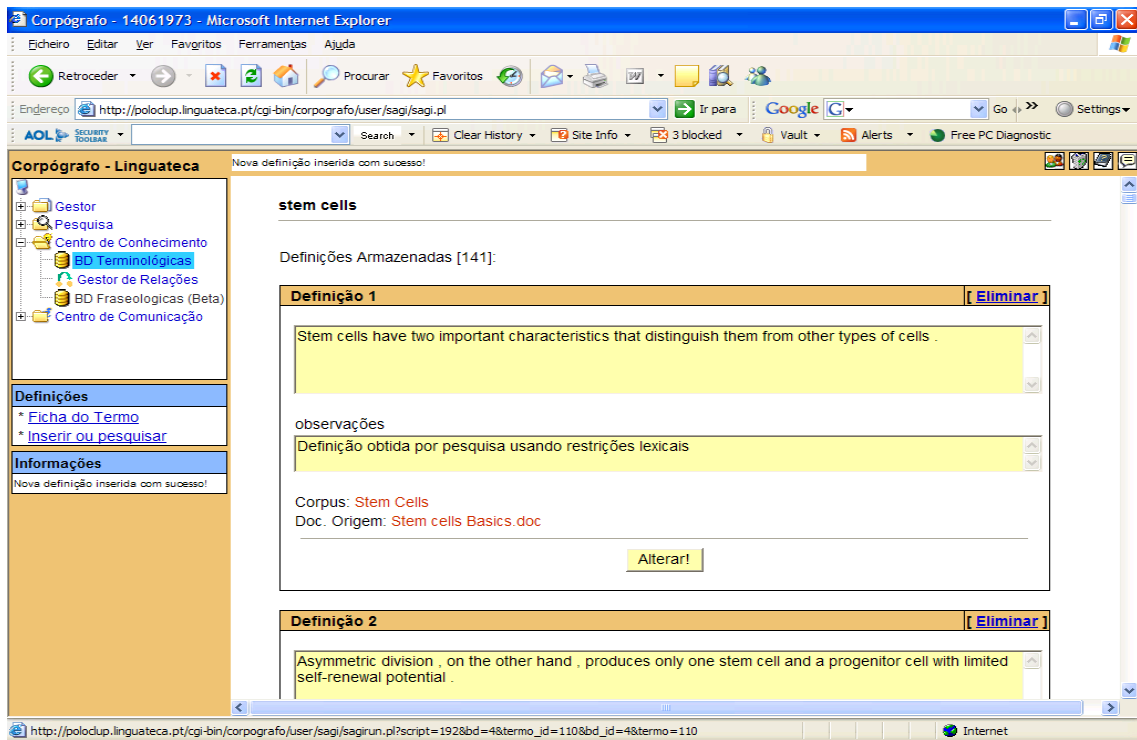 Corpógrafo - 14061973 - Microsoft Internet Explorer
Ficheiro Editar Ver Favoritos Ferramentas Ajuda
Retroceder Procurar Favoritos
Endereço http://poloclup.linguateca.pt/cgi-bin/corpografo/user/sagi/sagi.pl Ir para Google G Go Settings
AOL SECURITY TOOLBAR Search Clear History Site Info 3 blocked Vault Alerts Free PC Diagnostic
Corpógrafo - Linguateca
Nova definição inserida com sucesso!
Gestor
Pesquisa
Centro de Conhecimento
BD Terminológicas
Gestor de Relações
BD Fraseologicas (Beta)
Centro de Comunicação
Definições
* Ficha do Termo
* Inserir ou pesquisar
Informações
Nova definição inserida com sucesso!
stem cells
Definições Armazenadas [141]:
Definição 1 [ Eliminar ]
Stem cells have two important characteristics that distinguish them from other types of cells .
observações
Definição obtida por pesquisa usando restrições lexicais
Corpus: Stem Cells
Doc. Origem: Stem cells Basics.doc
Alterar!
Definição 2 [ Eliminar ]
Asymmetric division , on the other hand , produces only one stem cell and a progenitor cell with limited
self-renewal potential .
http://poloclup.linguateca.pt/cgi-bin/corpografo/user/sagi/sagirun.pl?script=192&bd=4&termo_id=110&bd_id=4&termo=110 Internet